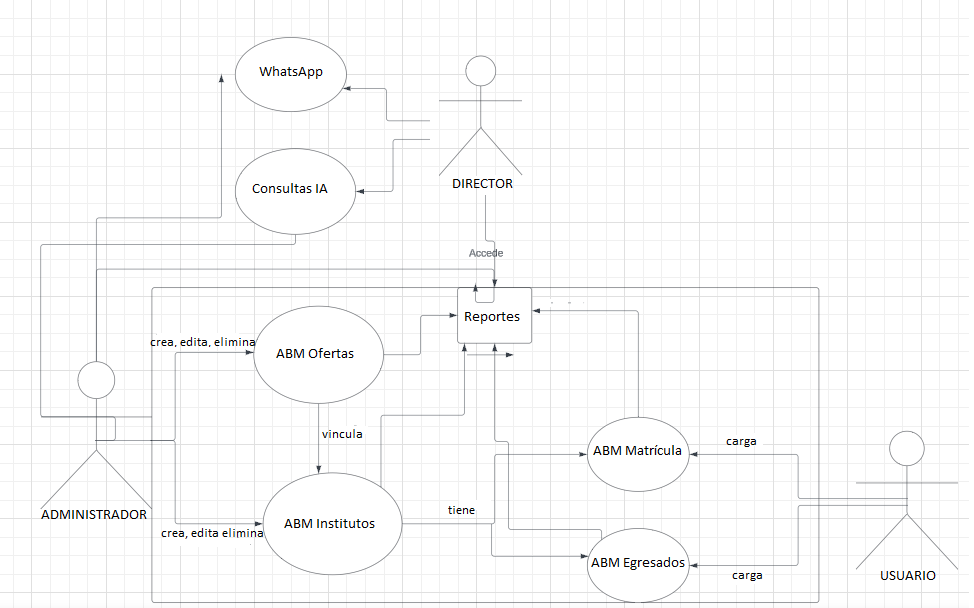 WhatsApp
Consultas IA
DIRECTOR
Accede
Reportes
crea, edita, elimina
ABM Ofertas
vincula
ABM Matrícula
carga
ADMINISTRADOR
tiene
ABM Institutos
crea, edita elimina
ABM Egresados
carga
USUARIO